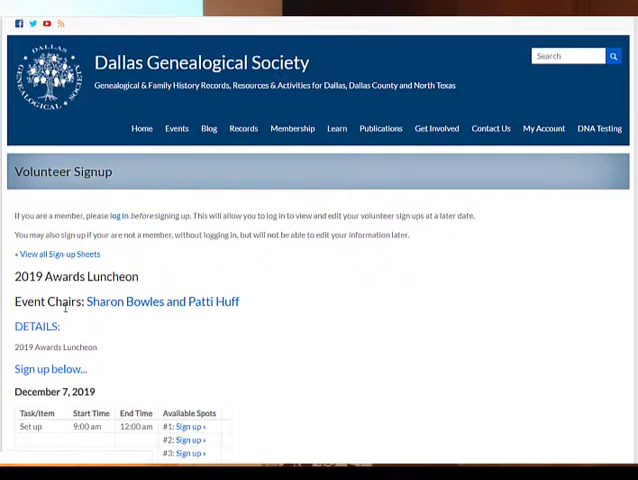 Dallas Genealogical Society
Genealogical & Family History Records, Resources & Activities for Dallas, Dallas County and North Texas
DALLAS GENEALOGICAL SOCIETY
Search
Home Events Blog Records Membership Learn Publications Get Involved Contact Us My Account DNA Testing
Volunteer Signup
If you are a member, please log in before signing up. This will allow you to log in to view and edit your volunteer sign ups at a later date.
You may also sign up if your are not a member, without logging in, but will not be able to edit your information later.
« View all Sign-up Sheets
2019 Awards Luncheon
Event Chairs: Sharon Bowles and Patti Huff
DETAILS:
2019 Awards Luncheon
Sign up below...
December 7, 2019
Task/Item Start Time End Time Available Spots
Set up 9:00 am 12:00 am #1: Sign up »
#2: Sign up »
#3: Sign up »